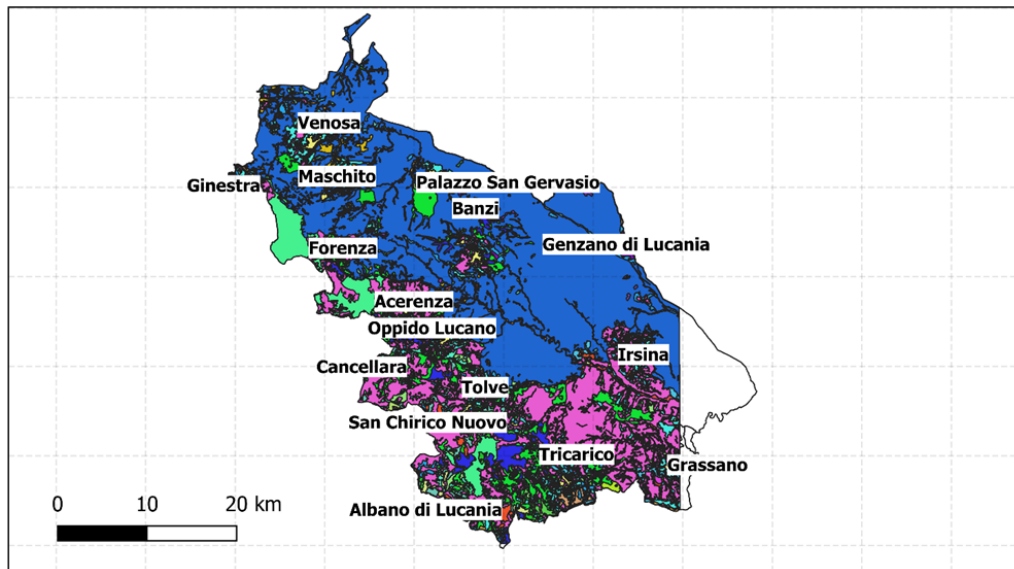 Venosa
Ginestra
Maschito
Palazzo San Gervasio
Banzi
Forenza
Genzano di Lucania
Acerenza
Oppido Lucano
Cancellara
Irsina
Tolve
San Chirico Nuovo
Tricarico
Grassano
Albano di Lucania
0 10 20 km